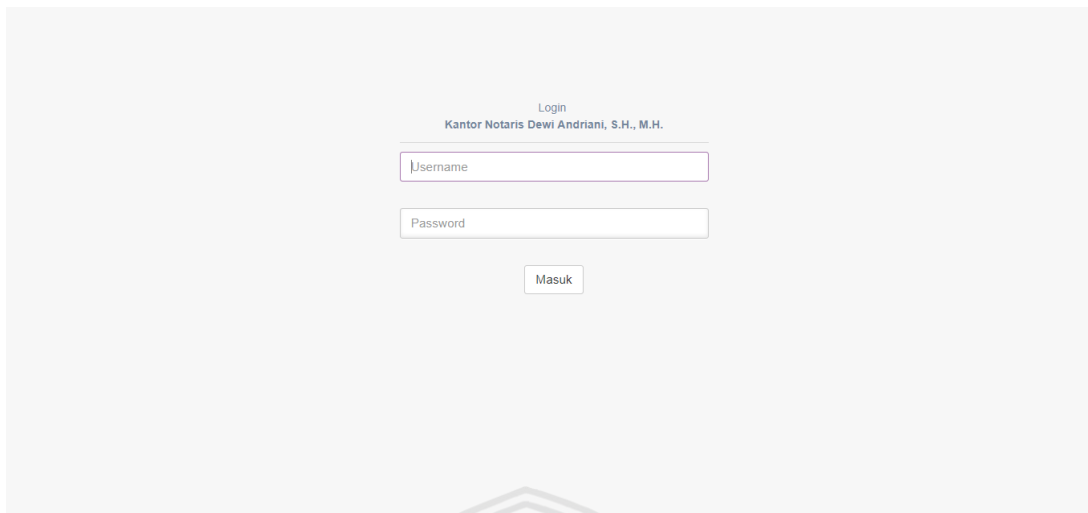 Login
Kantor Notaris Dewi Andriani, S.H., M.H.
Username
Password
Masuk